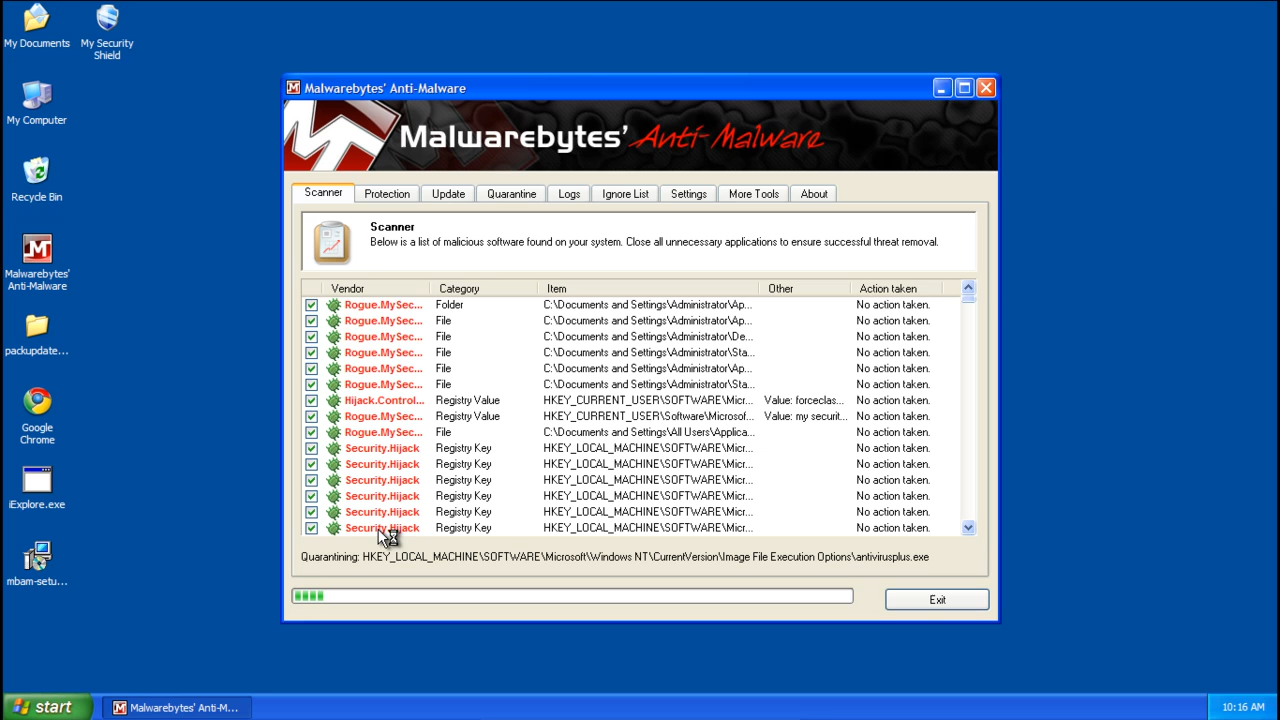 My Documents
My Security
Shield
My Computer
Recycle Bin
Malwarebytes'
Anti-Malware
packupdate...
Google
Chrome
iExplore.exe
mbam-setu...
Malwarebytes' Anti-Malware
Malwarebytes' Anti-Malware
Scanner Protection Update Quarantine Logs Ignore List Settings More Tools About
Scanner
Below is a list of malicious software found on your system. Close all unnecessary applications to ensure successful threat removal.
Vendor Category Item Other Action taken
Rogue.MySec... Folder C:\Documents and Settings\Administrator\Ap... No action taken.
Rogue.MySec... File C:\Documents and Settings\Administrator\Ap... No action taken.
Rogue.MySec... File C:\Documents and Settings\Administrator\De... No action taken.
Rogue.MySec... File C:\Documents and Settings\Administrator\Sta... No action taken.
Rogue.MySec... File C:\Documents and Settings\Administrator\Ap... No action taken.
Rogue.MySec... File C:\Documents and Settings\Administrator\Sta... No action taken.
Hijack.Control... Registry Value HKEY_CURRENT_USER\SOFTWARE\Micr... Value: forceclas... No action taken.
Rogue.MySec... Registry Value HKEY_CURRENT_USER\Software\Microsof... Value: my securit... No action taken.
Rogue.MySec... File C:\Documents and Settings\All Users\Applica... No action taken.
Security.Hijack Registry Key HKEY_LOCAL_MACHINE\SOFTWARE\Micr... No action taken.
Security.Hijack Registry Key HKEY_LOCAL_MACHINE\SOFTWARE\Micr... No action taken.
Security.Hijack Registry Key HKEY_LOCAL_MACHINE\SOFTWARE\Micr... No action taken.
Security.Hijack Registry Key HKEY_LOCAL_MACHINE\SOFTWARE\Micr... No action taken.
Security.Hijack Registry Key HKEY_LOCAL_MACHINE\SOFTWARE\Micr... No action taken.
Security.Hijack Registry Key HKEY_LOCAL_MACHINE\SOFTWARE\Micr... No action taken.
Quarantining: HKEY_LOCAL_MACHINE\SOFTWARE\Microsoft\Windows NT\CurrentVersion\Image File Execution Options\antivirusplus.exe
Exit
start Malwarebytes' Anti-M... 10:16 AM